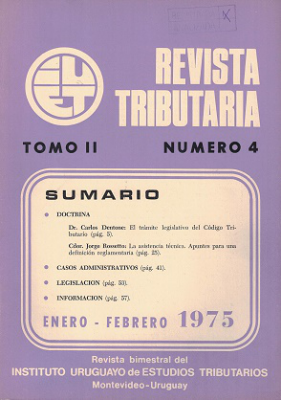 IUET
REVISTA
TRIBUTARIA
TOMO II NUMERO 4
SUMARIO
DOCTRINA
Dr. Carlos Dentone: El trámite legislativo del Código Tri-
butario (pág. 5).
Cdor. Jorge Rossetto: La asistencia técnica. Apuntes para una
definición reglamentaria (pág. 25).
CASOS ADMINISTRATIVOS (pág. 41).
LEGISLACION (pág. 50).
INFORMACION (pág. 57).
ENERO - FEBRERO 1975
Revista bimestral del
INSTITUTO URUGUAYO de ESTUDIOS TRIBUTARIOS
Montevideo - Uruguay